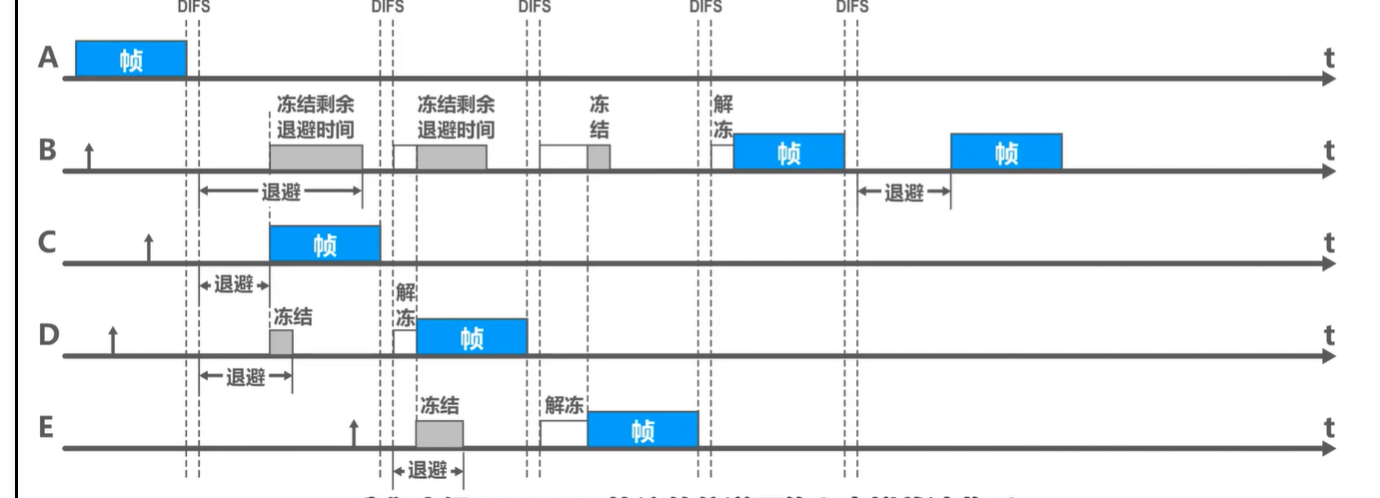 DIFS DIFS DIFS DIFS DIFS
A 帧 t
冻结剩余
退避时间
冻结剩余
退避时间
冻
结
解
冻
B 帧 帧 t
退避 退避
C 帧 t
退避
解
冻
冻结
D 帧 t
退避
冻结 解冻
E 帧 t
退避